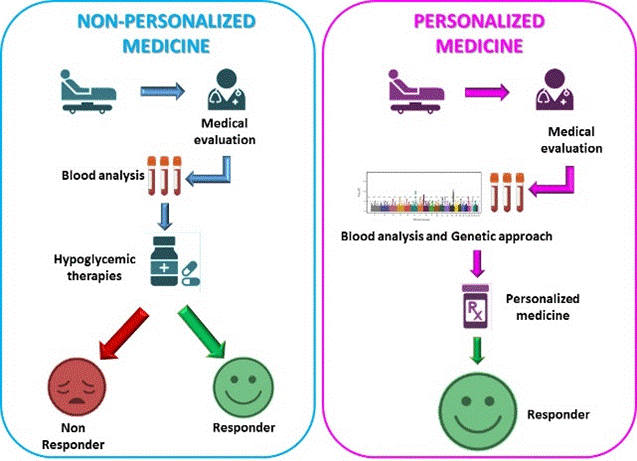 NON-PERSONALIZED
MEDICINE
Medical
evaluation
Blood analysis
Hypoglycemic
therapies
Non
Responder
Responder
PERSONALIZED
MEDICINE
Medical
evaluation
Blood analysis and Genetic approach
Rx
Personalized
medicine
Responder